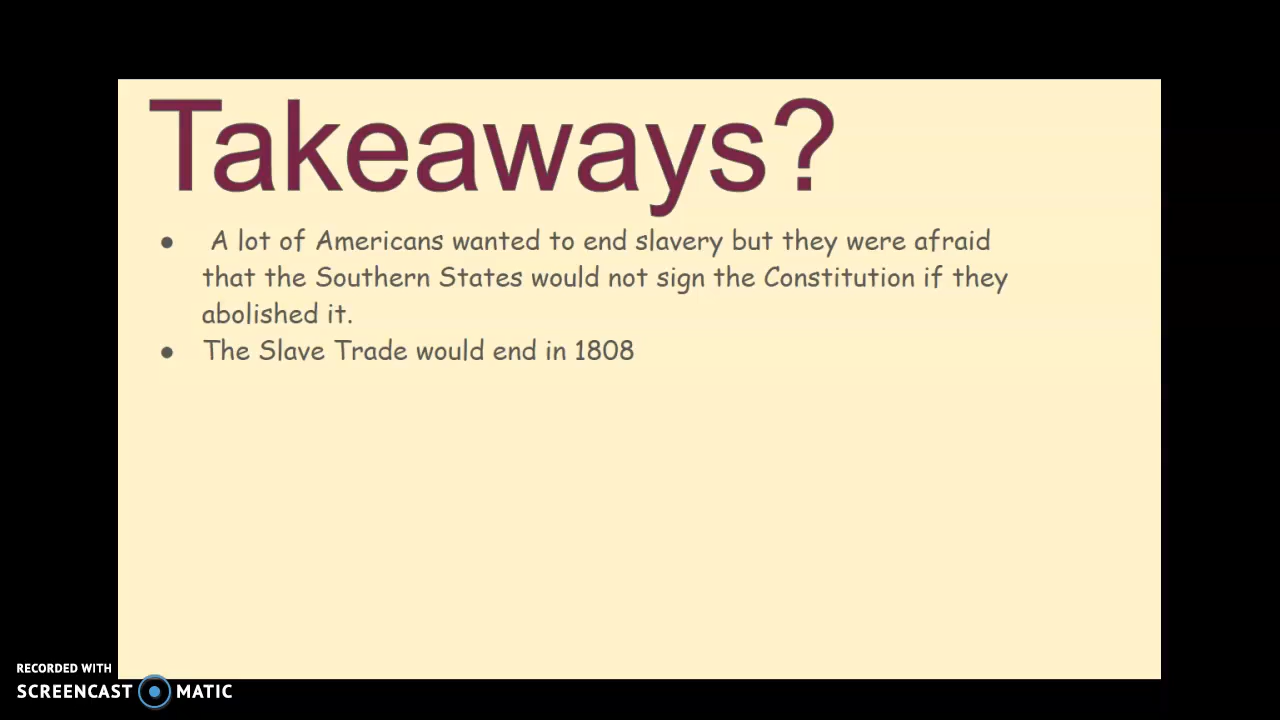 Takeaways?
● A lot of Americans wanted to end slavery but they were afraid
that the Southern States would not sign the Constitution if they
abolished it.
● The Slave Trade would end in 1808
RECORDED WITH
SCREENCAST MATIC